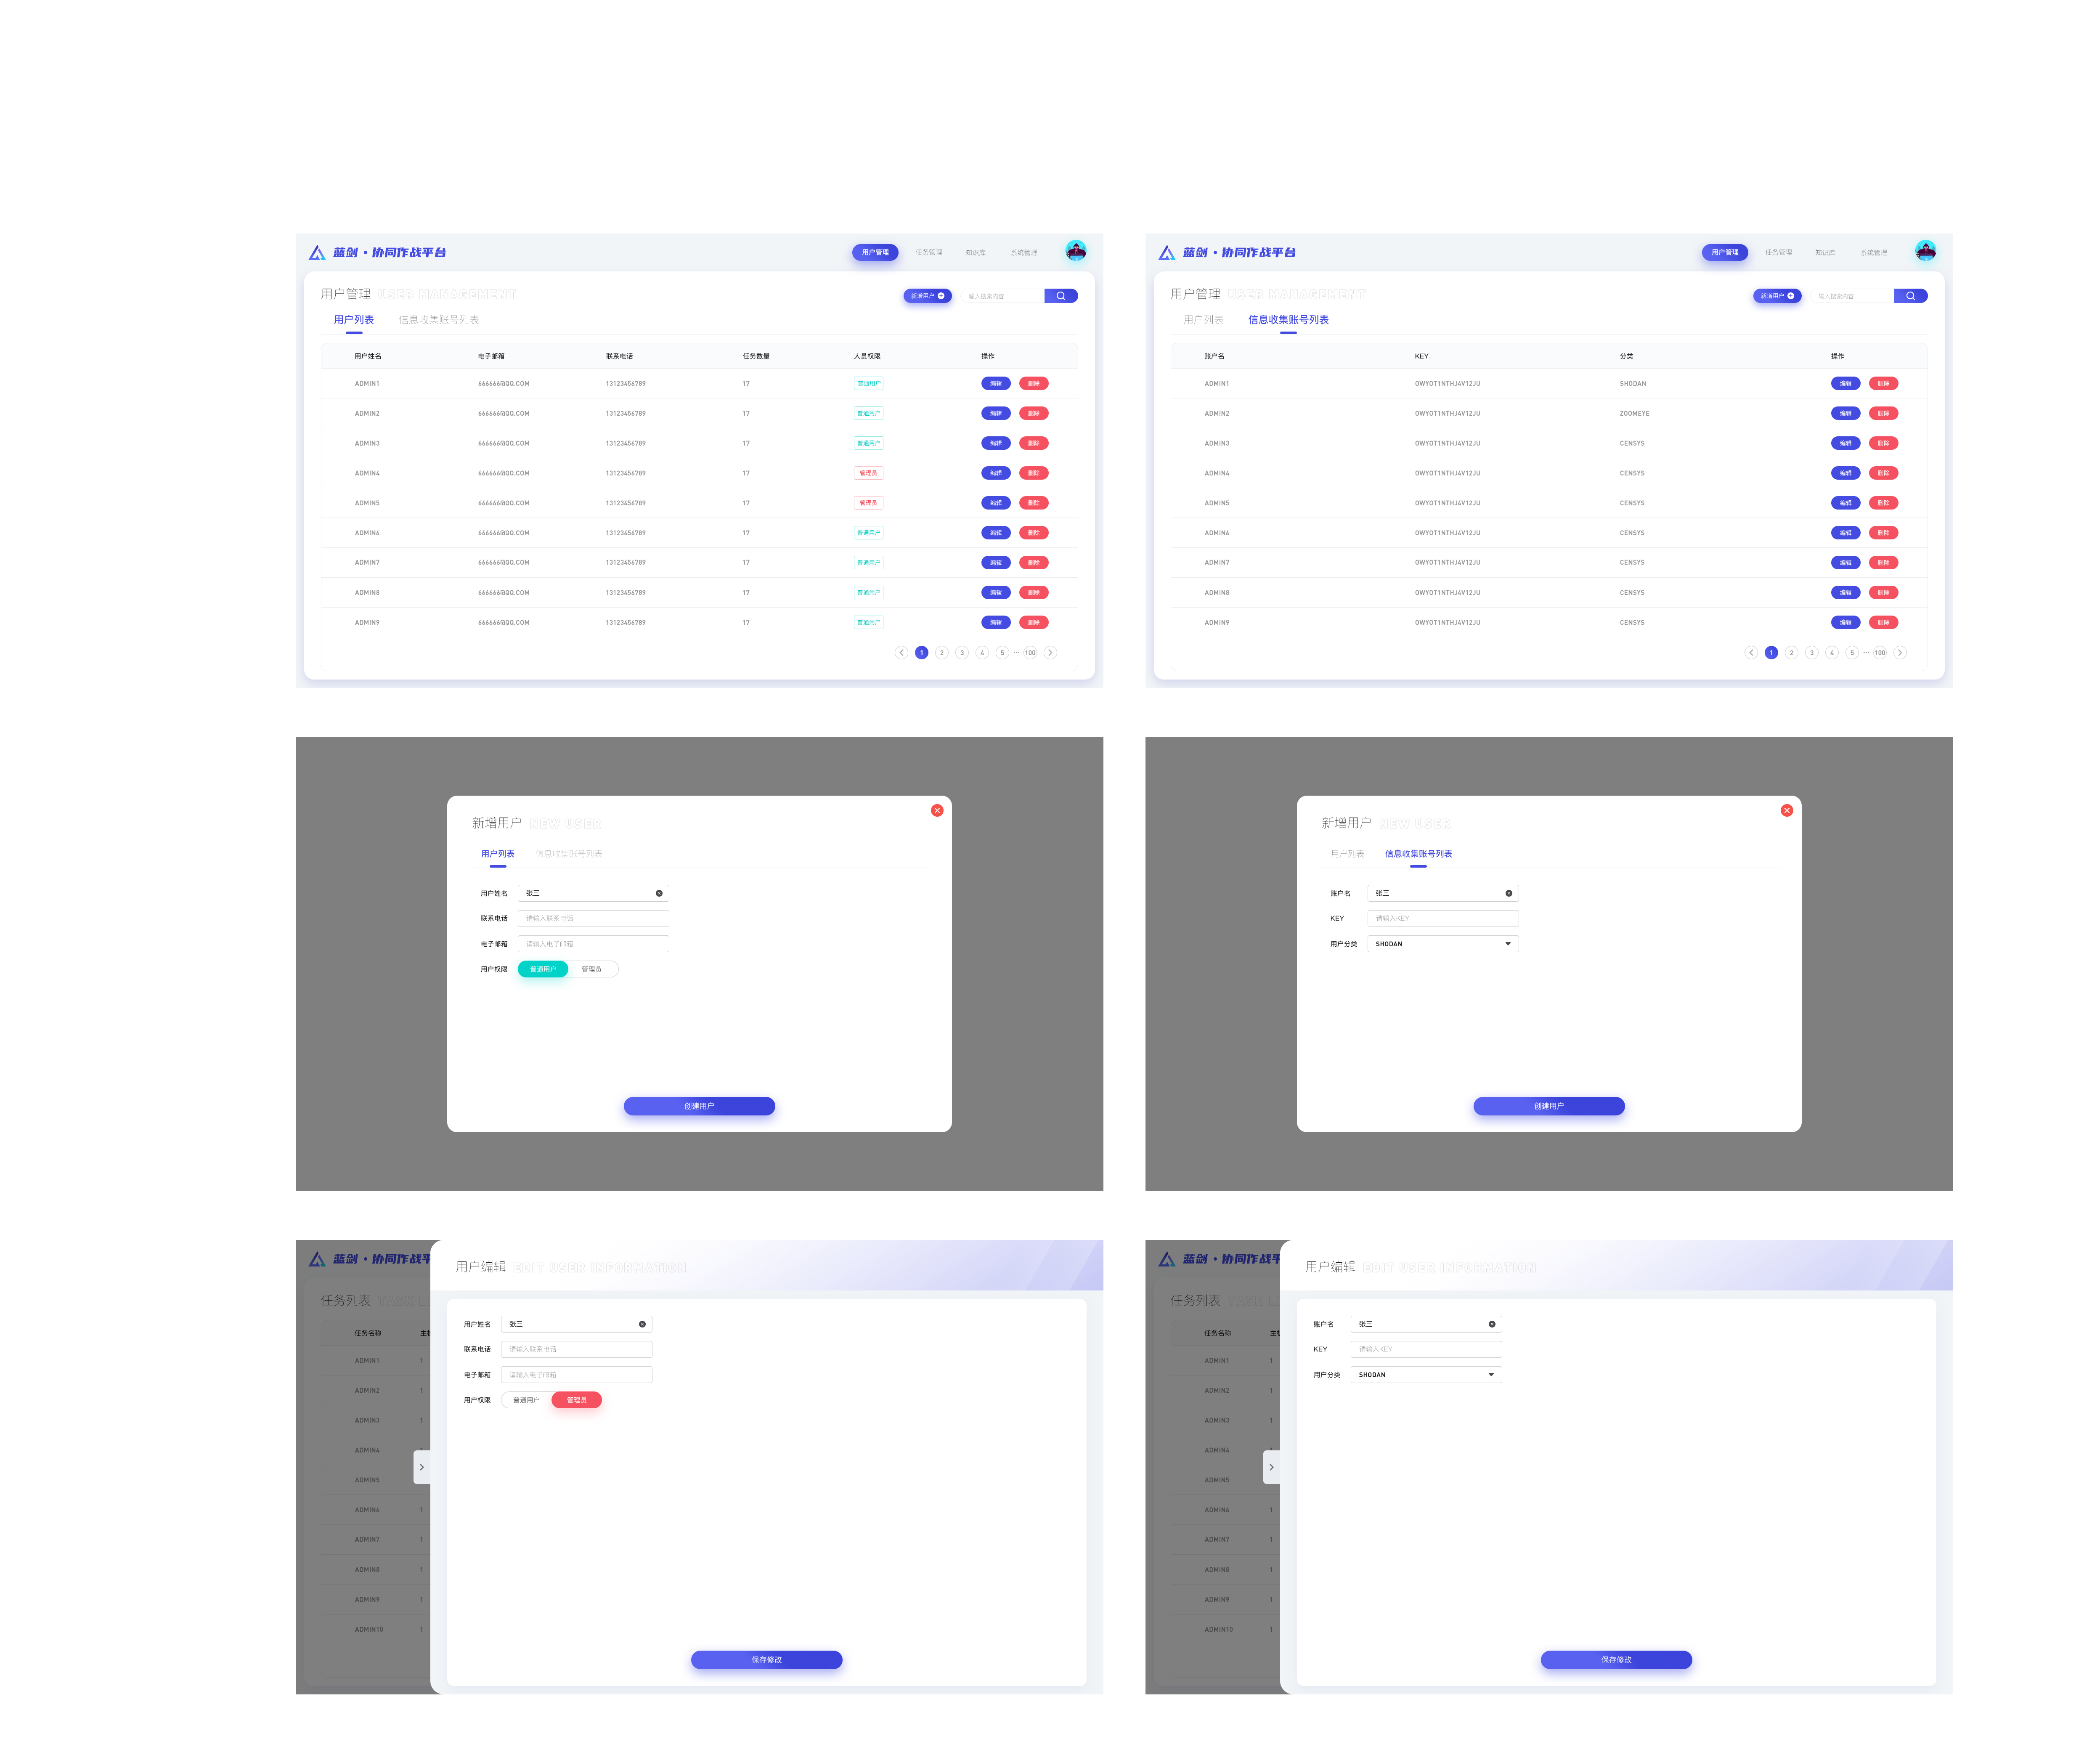 蓝剑·协同作战平台 用户管理 任务管理 知识库 系统管理
用户管理 USER MANAGEMENT 新增用户 输入搜索内容
用户列表 信息收集账号列表
用户姓名 电子邮箱 联系电话 任务数量 人员权限 操作
ADMIN1 666666@QQ.COM 13123456789 17 普通用户 编辑 删除
ADMIN2 666666@QQ.COM 13123456789 17 普通用户 编辑 删除
ADMIN3 666666@QQ.COM 13123456789 17 普通用户 编辑 删除
ADMIN4 666666@QQ.COM 13123456789 17 管理员 编辑 删除
ADMIN5 666666@QQ.COM 13123456789 17 管理员 编辑 删除
ADMIN6 666666@QQ.COM 13123456789 17 普通用户 编辑 删除
ADMIN7 666666@QQ.COM 13123456789 17 普通用户 编辑 删除
ADMIN8 666666@QQ.COM 13123456789 17 普通用户 编辑 删除
ADMIN9 666666@QQ.COM 13123456789 17 普通用户 编辑 删除
1 2 3 4 5 ··· 100
蓝剑·协同作战平台 用户管理 任务管理 知识库 系统管理
用户管理 USER MANAGEMENT 新增用户 输入搜索内容
用户列表 信息收集账号列表
账户名 KEY 分类 操作
ADMIN1 OWYOT1NTHJ4V12JU SHODAN 编辑 删除
ADMIN2 OWYOT1NTHJ4V12JU ZOOMEYE 编辑 删除
ADMIN3 OWYOT1NTHJ4V12JU CENSYS 编辑 删除
ADMIN4 OWYOT1NTHJ4V12JU CENSYS 编辑 删除
ADMIN5 OWYOT1NTHJ4V12JU CENSYS 编辑 删除
ADMIN6 OWYOT1NTHJ4V12JU CENSYS 编辑 删除
ADMIN7 OWYOT1NTHJ4V12JU CENSYS 编辑 删除
ADMIN8 OWYOT1NTHJ4V12JU CENSYS 编辑 删除
ADMIN9 OWYOT1NTHJ4V12JU CENSYS 编辑 删除
1 2 3 4 5 ··· 100
新增用户 NEW USER
用户列表 信息收集账号列表
用户姓名 张三
联系电话 请输入联系电话
电子邮箱 请输入电子邮箱
用户权限 普通用户 管理员
创建用户
新增用户 NEW USER
用户列表 信息收集账号列表
账户名 张三
KEY 请输入KEY
用户分类 SHODAN
创建用户
蓝剑·协同作战平
任务列表 TASK
任务名称
ADMIN1 1
ADMIN2 1
ADMIN3 1
ADMIN4
ADMIN5
ADMIN6 1
ADMIN7 1
ADMIN8 1
ADMIN9 1
ADMIN10 1
用户编辑 EDIT USER INFORMATION
用户姓名 张三
联系电话 请输入联系电话
电子邮箱 请输入电子邮箱
用户权限 普通用户 管理员
保存修改
蓝剑·协同作战平
任务列表 TASK
任务名称
ADMIN1 1
ADMIN2 1
ADMIN3 1
ADMIN4
ADMIN5
ADMIN6 1
ADMIN7 1
ADMIN8 1
ADMIN9 1
ADMIN10 1
用户编辑 EDIT USER INFORMATION
账户名 张三
KEY 请输入KEY
用户分类 SHODAN
保存修改